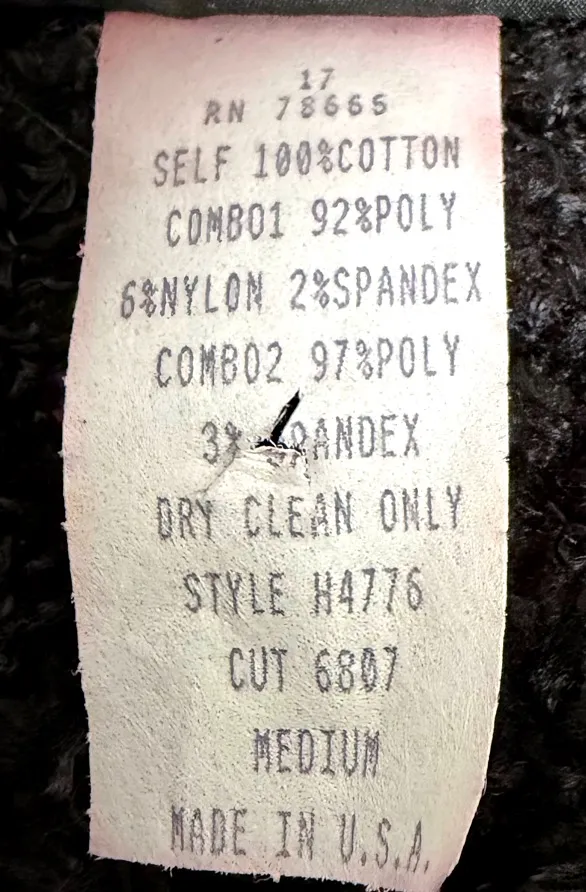 17
RN 78665
SELF 100%COTTON
COMBO1 92%POLY
6%NYLON 2%SPANDEX
COMBO2 97%POLY
3% SPANDEX
DRY CLEAN ONLY
STYLE H4776
CUT 6807
MEDIUM
MADE IN U.S.A.